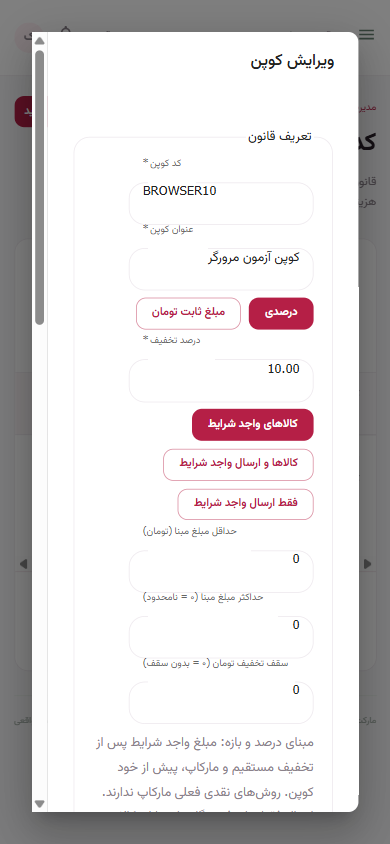 ویرایش کوپن
تعریف قانون
کد کوپن *
BROWSER10
عنوان کوپن *
کوپن آزمون مرورگر
درصدی
مبلغ ثابت تومان
درصد تخفیف *
10.00
کالاهای واجد شرایط
کالاها و ارسال واجد شرایط
فقط ارسال واجد شرایط
حداقل مبلغ مبنا (تومان)
0
حداکثر مبلغ مبنا (۰ = نامحدود)
0
سقف تخفیف تومان (۰ = بدون سقف)
0
مبنای درصد و بازه: مبلغ واجد شرایط پس از
تخفیف مستقیم و مارکاپ، پیش از خود
کوپن. روش‌های نقدی فعلی مارکاپ ندارند.